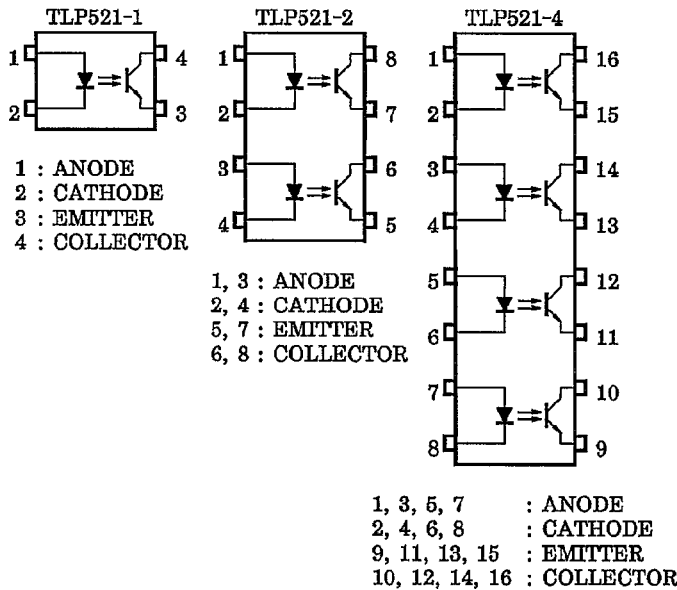 TLP521-1
1
4
2
3
1 : ANODE
2 : CATHODE
3 : EMITTER
4 : COLLECTOR
TLP521-2
1
8
2
7
3
6
4
5
1, 3 : ANODE
2, 4 : CATHODE
5, 7 : EMITTER
6, 8 : COLLECTOR
TLP521-4
1
16
2
15
3
14
4
13
5
12
6
11
7
10
8
9
1, 3, 5, 7 : ANODE
2, 4, 6, 8 : CATHODE
9, 11, 13, 15 : EMITTER
10, 12, 14, 16 : COLLECTOR